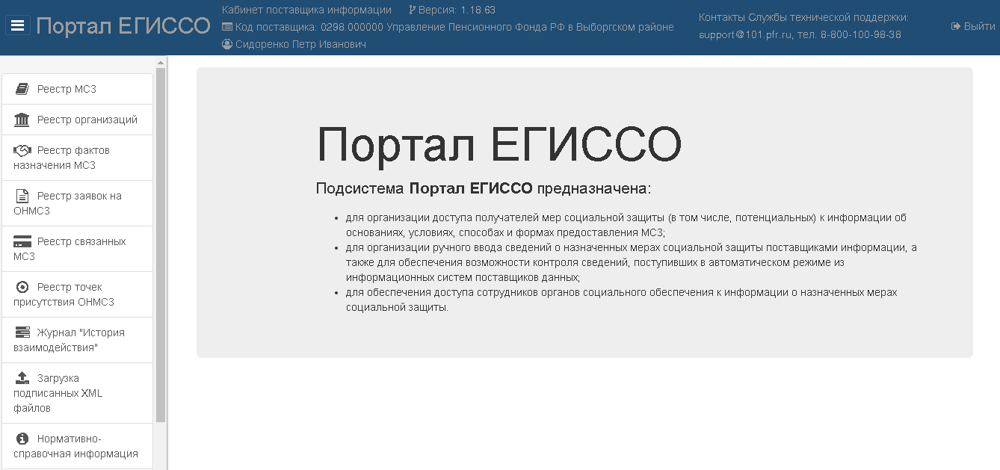 Портал ЕГИССО
Кабинет поставщика информации Версия: 1.18.63
Код поставщика: 0298.000000 Управление Пенсионного Фонда РФ в Выборгском районе
Сидоренко Петр Иванович
Контакты Службы технической поддержки:
support@101.pfr.ru, тел. 8-800-100-98-38
Выйти
Реестр МСЗ
Реестр организаций
Реестр фактов
назначения МСЗ
Реестр заявок на
ОНМСЗ
Реестр связанных
МСЗ
Реестр точек
присутствия ОНМСЗ
Журнал "История
взаимодействия"
Загрузка
подписанных XML
файлов
Нормативно-
справочная информация
Портал ЕГИССО
Подсистема Портал ЕГИССО предназначена:
• для организации доступа получателей мер социальной защиты (в том числе, потенциальных) к информации об
основаниях, условиях, способах и формах предоставления МСЗ;
• для организации ручного ввода сведений о назначенных мерах социальной защиты поставщиками информации, а
также для обеспечения возможности контроля сведений, поступивших в автоматическом режиме из
информационных систем поставщиков данных;
• для обеспечения доступа сотрудников органов социального обеспечения к информации о назначенных мерах
социальной защиты.